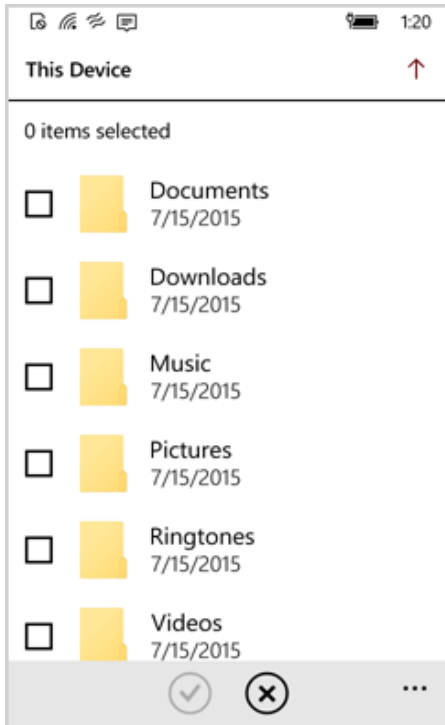 1:20
This Device
0 items selected
Documents
7/15/2015
Downloads
7/15/2015
Music
7/15/2015
Pictures
7/15/2015
Ringtones
7/15/2015
Videos
7/15/2015